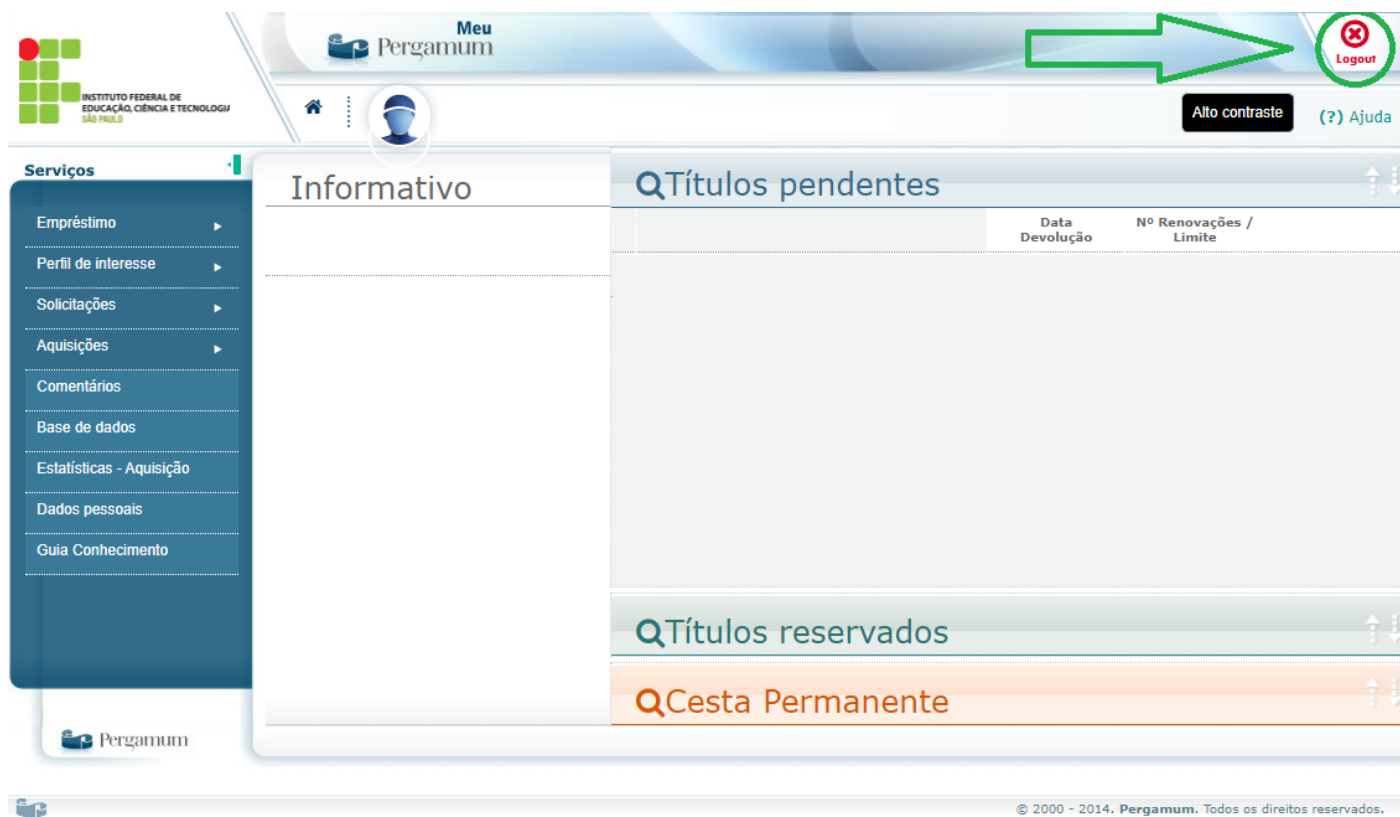 Meu
Pergamum
Logout
INSTITUTO FEDERAL DE
EDUCAÇÃO, CIÊNCIA E TECNOLOGIA
SÃO PAULO
Alto contraste
(?) Ajuda
Serviços
Empréstimo
Perfil de interesse
Solicitações
Aquisições
Comentários
Base de dados
Estatísticas - Aquisição
Dados pessoais
Guia Conhecimento
Pergamum
Informativo
Títulos pendentes
Data
Devolução
Nº Renovações /
Limite
Títulos reservados
Cesta Permanente
© 2000 - 2014. Pergamum. Todos os direitos reservados.